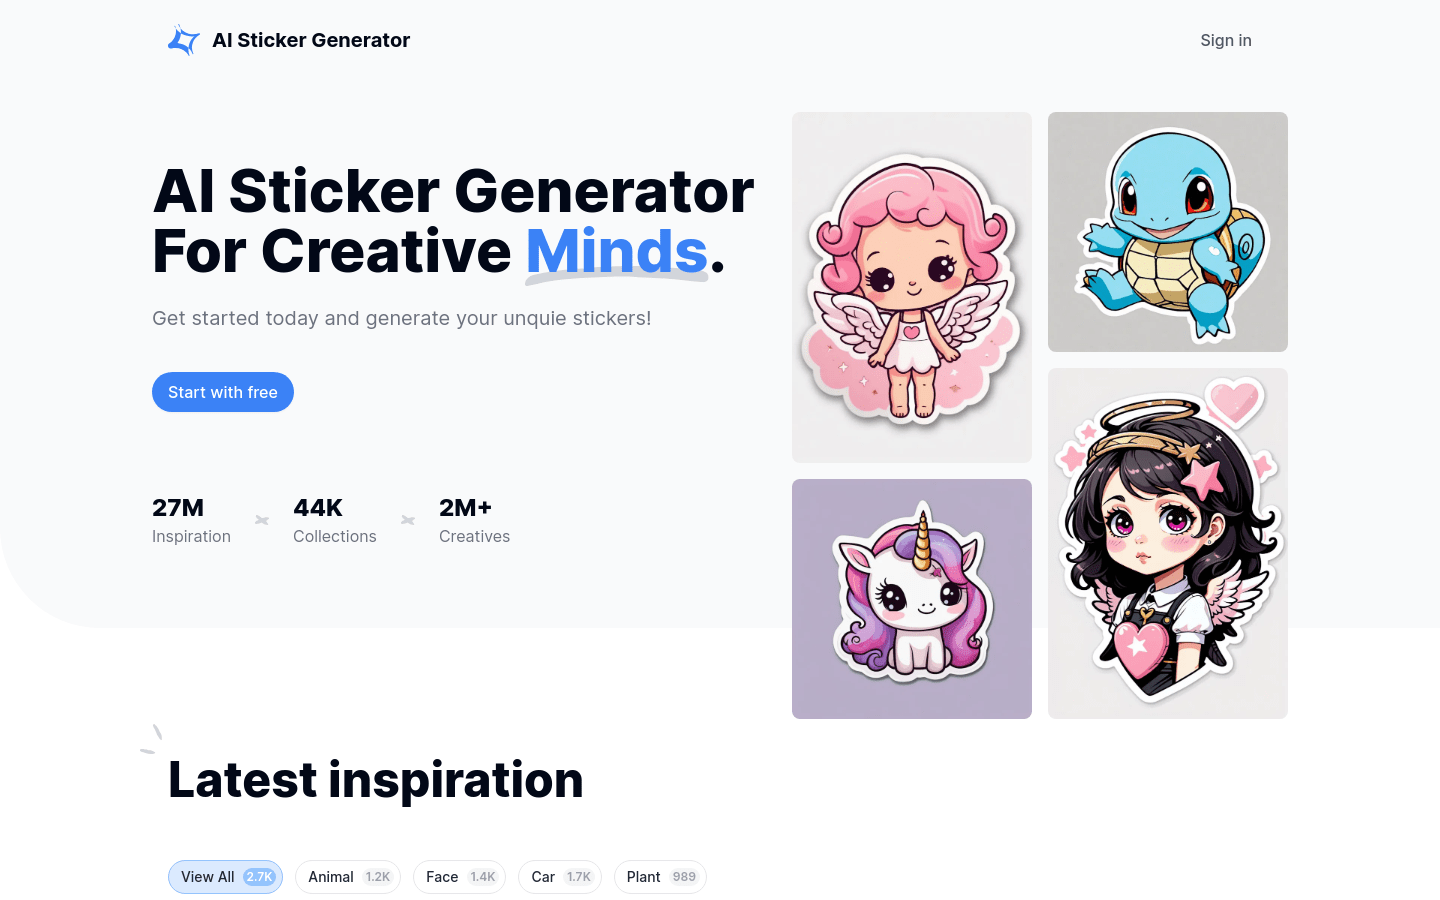 AI Sticker Generator
Sign in
AI Sticker Generator
For Creative Minds.
Get started today and generate your unquie stickers!
Start with free
27M
Inspiration
44K
Collections
2M+
Creatives
Latest inspiration
View All 2.7K
Animal 1.2K
Face 1.4K
Car 1.7K
Plant 989